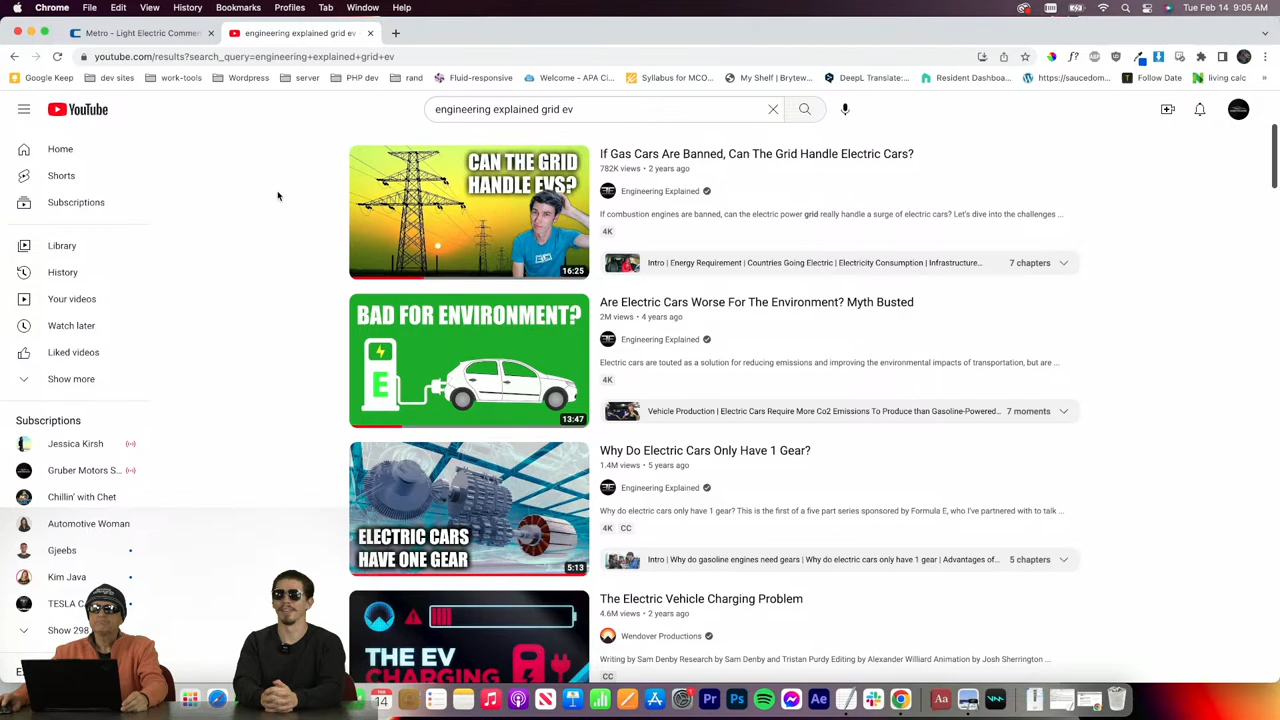 Chrome File Edit View History Bookmarks Profiles Tab Window Help
Tue Feb 14 9:05 AM
Metro - Light Electric Commer
engineering explained grid ev -
youtube.com/results?search_query=engineering+explained+grid+ev
Google Keep dev sites work-tools Wordpress server PHP dev rand Fluid-responsive Welcome – APA Ci... Syllabus for MCO... My Shelf | Brytew... DeepL Translate:... Resident Dashboa... https://saucedom... Follow Date living calc
YouTube
engineering explained grid ev
Home
Shorts
Subscriptions
Library
History
Your videos
Watch later
Liked videos
Show more
Subscriptions
Jessica Kirsh
Gruber Motors S...
Chillin' with Chet
Automotive Woman
Gjeebs
Kim Java
TESLA C
Show 298
CAN THE GRID
HANDLE EVS?
16:25
If Gas Cars Are Banned, Can The Grid Handle Electric Cars?
782K views • 2 years ago
Engineering Explained
If combustion engines are banned, can the electric power grid really handle a surge of electric cars? Let's dive into the challenges ...
4K
Intro | Energy Requirement | Countries Going Electric | Electricity Consumption | Infrastructure...
7 chapters
BAD FOR ENVIRONMENT?
E
13:47
Are Electric Cars Worse For The Environment? Myth Busted
2M views • 4 years ago
Engineering Explained
Electric cars are touted as a solution for reducing emissions and improving the environmental impacts of transportation, but are ...
4K
Vehicle Production | Electric Cars Require More Co2 Emissions To Produce than Gasoline-Powered...
7 moments
ELECTRIC CARS
HAVE ONE GEAR
5:13
Why Do Electric Cars Only Have 1 Gear?
1.4M views • 5 years ago
Engineering Explained
Why do electric cars only have 1 gear? This is the first of a five part series sponsored by Formula E, who I've partnered with to talk ...
4K CC
Intro | Why do gasoline engines need gears | Why do electric cars only have 1 gear | Advantages of...
5 chapters
THE EV
CHARGING
The Electric Vehicle Charging Problem
4.6M views • 2 years ago
Wendover Productions
Writing by Sam Denby Research by Sam Denby and Tristan Purdy Editing by Alexander Williard Animation by Josh Sherrington ...
CC
14
Pr
Ps
Ae
Aa